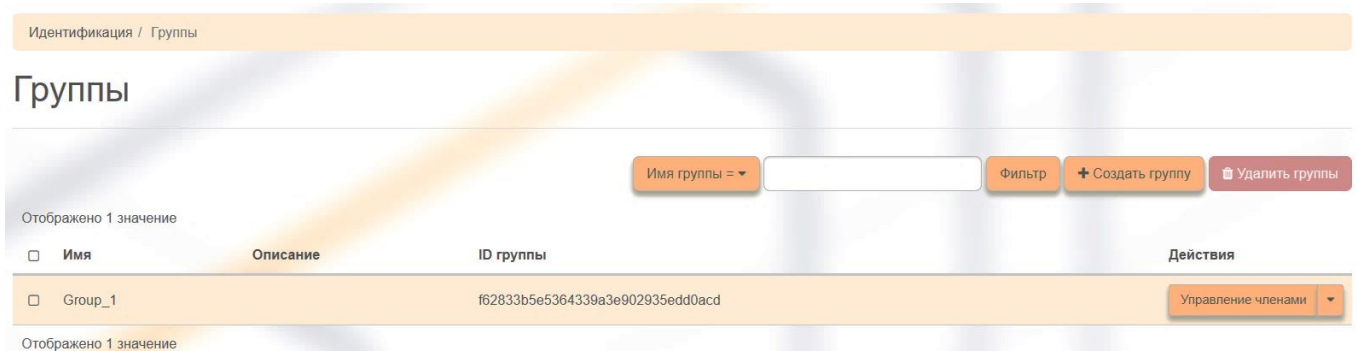 Идентификация / Группы
Группы
Имя группы = Фильтр + Создать группу Удалить группы
Отображено 1 значение
Имя Описание ID группы Действия
Group_1 f62833b5e5364339a3e902935edd0acd Управление членами
Отображено 1 значение